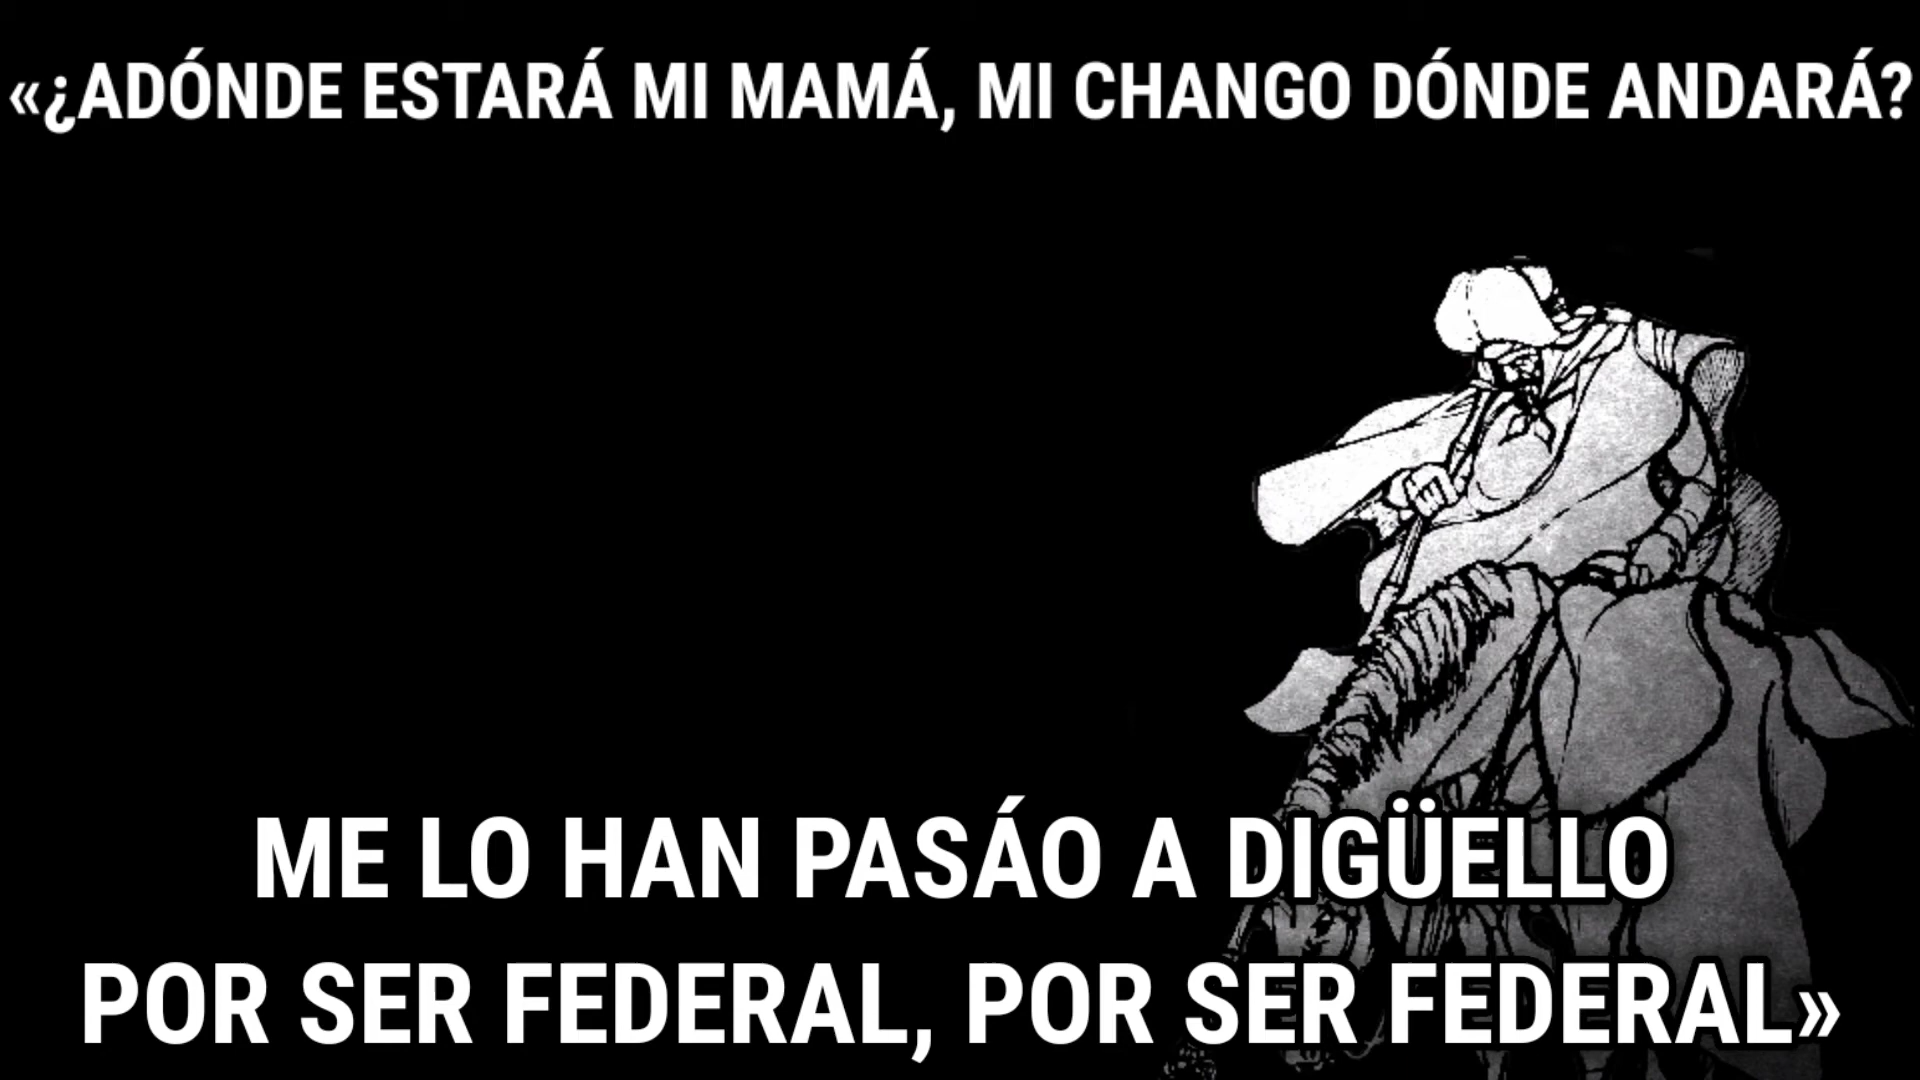 «¿ADÓNDE ESTARÁ MI MAMÁ, MI CHANGO DÓNDE ANDARÁ?
ME LO HAN PASÁO A DIGÜELLO
POR SER FEDERAL, POR SER FEDERAL»